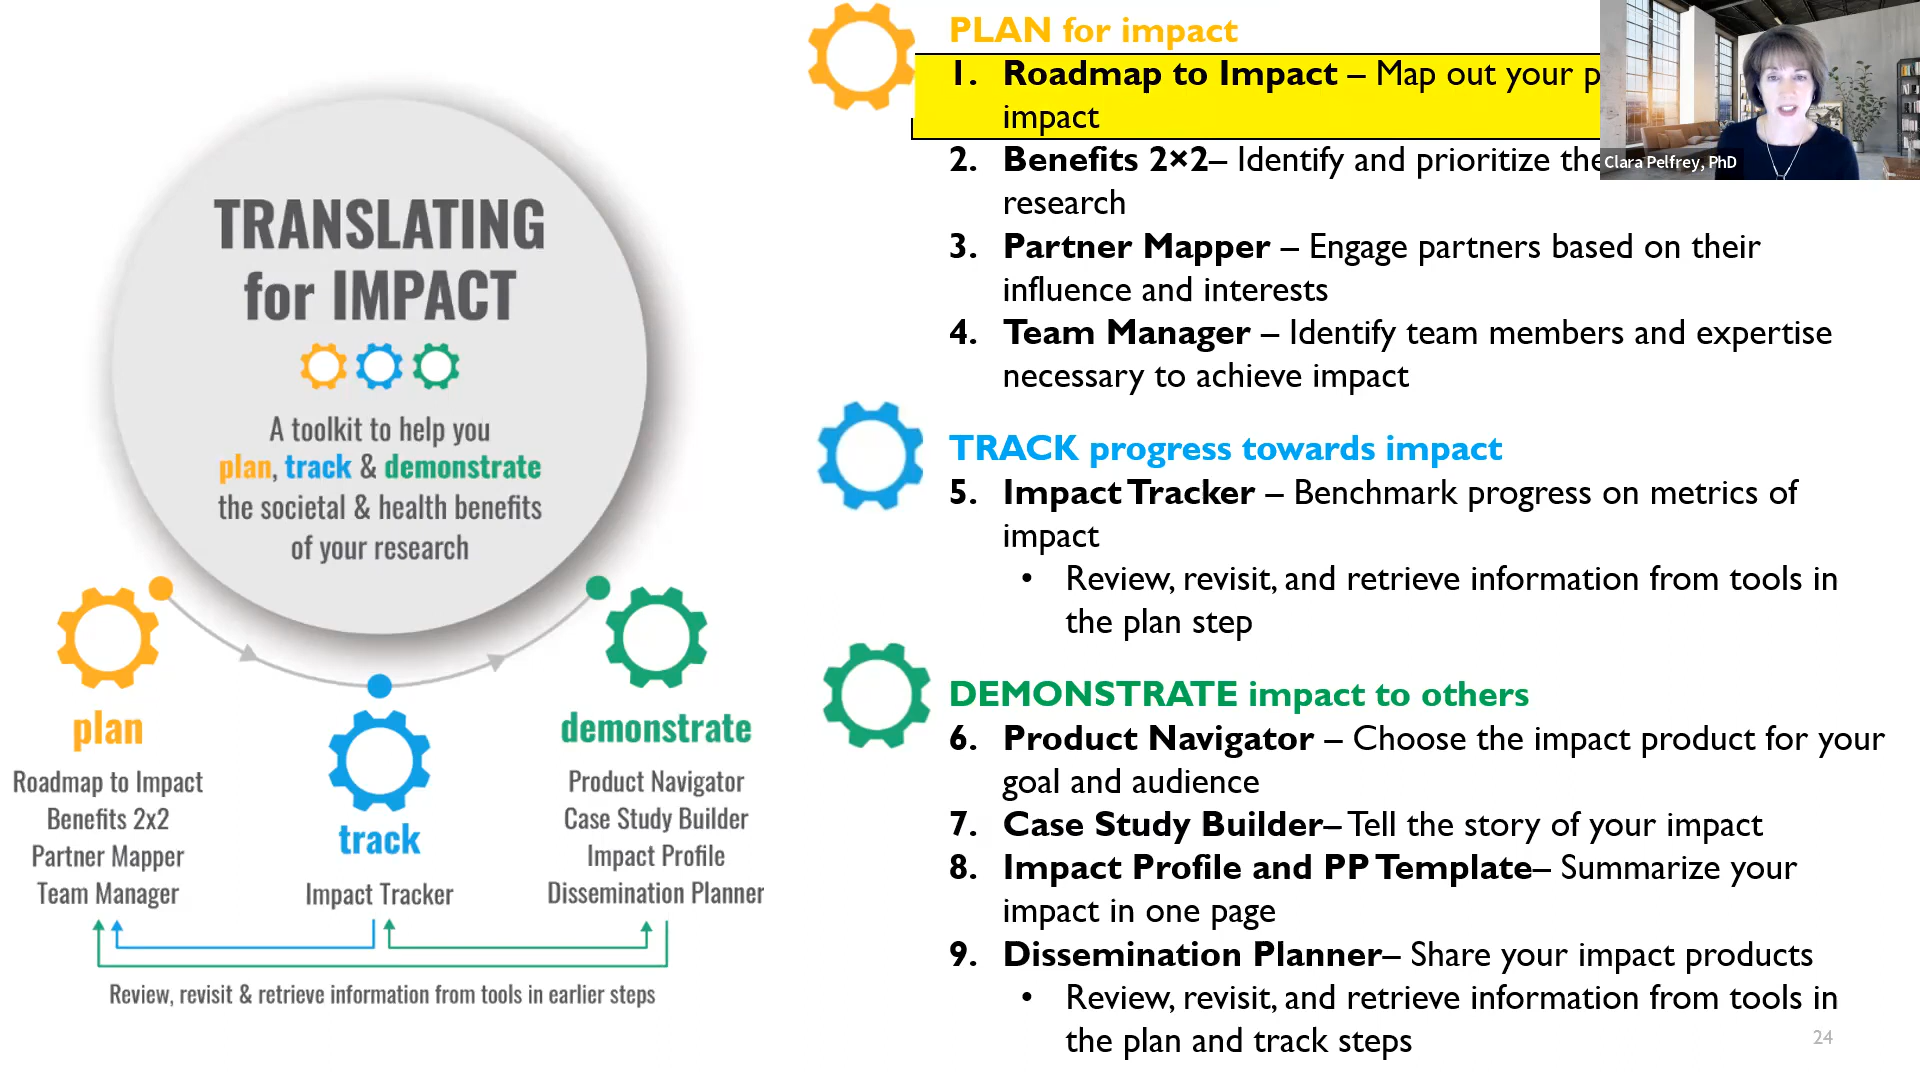 TRANSLATING
for IMPACT
A toolkit to help you
plan, track & demonstrate
the societal & health benefits
of your research
plan
Roadmap to Impact
Benefits 2x2
Partner Mapper
Team Manager
track
Impact Tracker
demonstrate
Product Navigator
Case Study Builder
Impact Profile
Dissemination Planner
Review, revisit & retrieve information from tools in earlier steps
PLAN for impact
1. Roadmap to Impact – Map out your
impact
2. Benefits 2×2– Identify and prioritize
research
3. Partner Mapper – Engage partners based on their
influence and interests
4. Team Manager – Identify team members and expertise
necessary to achieve impact
TRACK progress towards impact
5. Impact Tracker – Benchmark progress on metrics of
impact
• Review, revisit, and retrieve information from tools in
the plan step
DEMONSTRATE impact to others
6. Product Navigator – Choose the impact product for your
goal and audience
7. Case Study Builder– Tell the story of your impact
8. Impact Profile and PP Template– Summarize your
impact in one page
9. Dissemination Planner– Share your impact products
• Review, revisit, and retrieve information from tools in
the plan and track steps
Clara Pelfrey, PhD
24